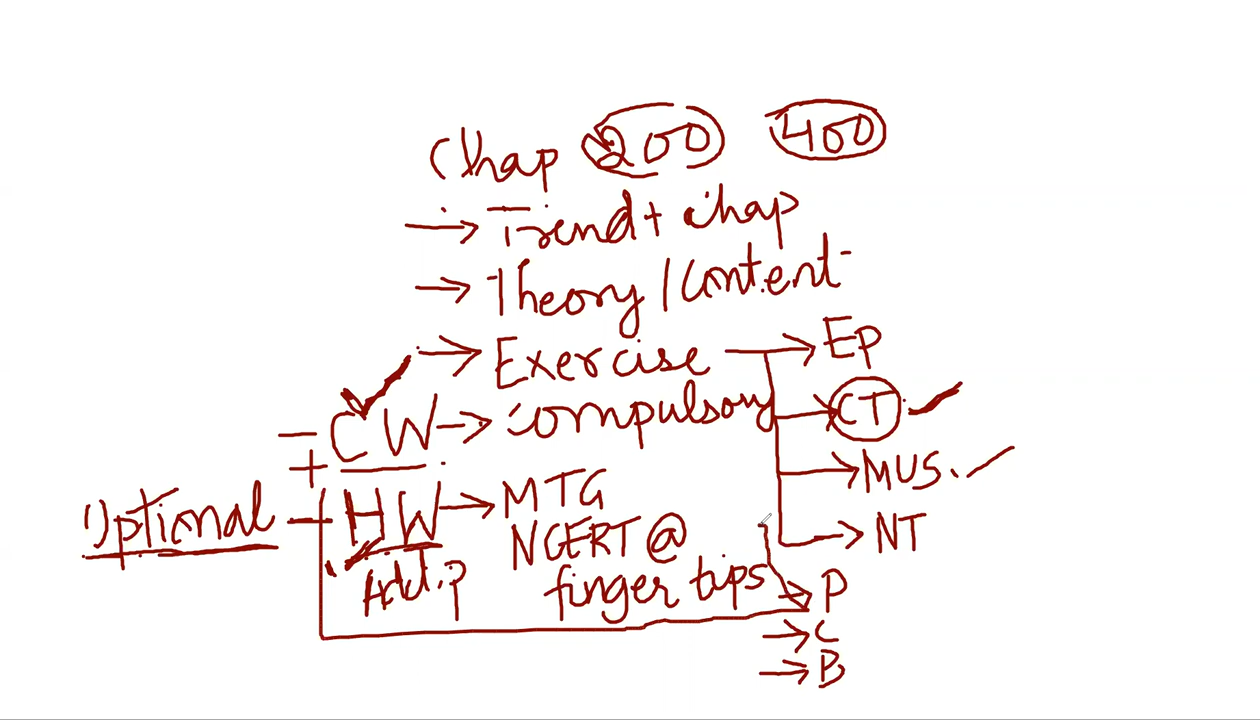 Chap 200 400
→ Trend + chap
→ Theory / Content
→ Exercise → Ep
→ CT
→ MUS.
→ NT
- CW → compulsory
+
Optional - HW → MTG
NCERT @
finger tips
Add.
→ P
→ C
→ B